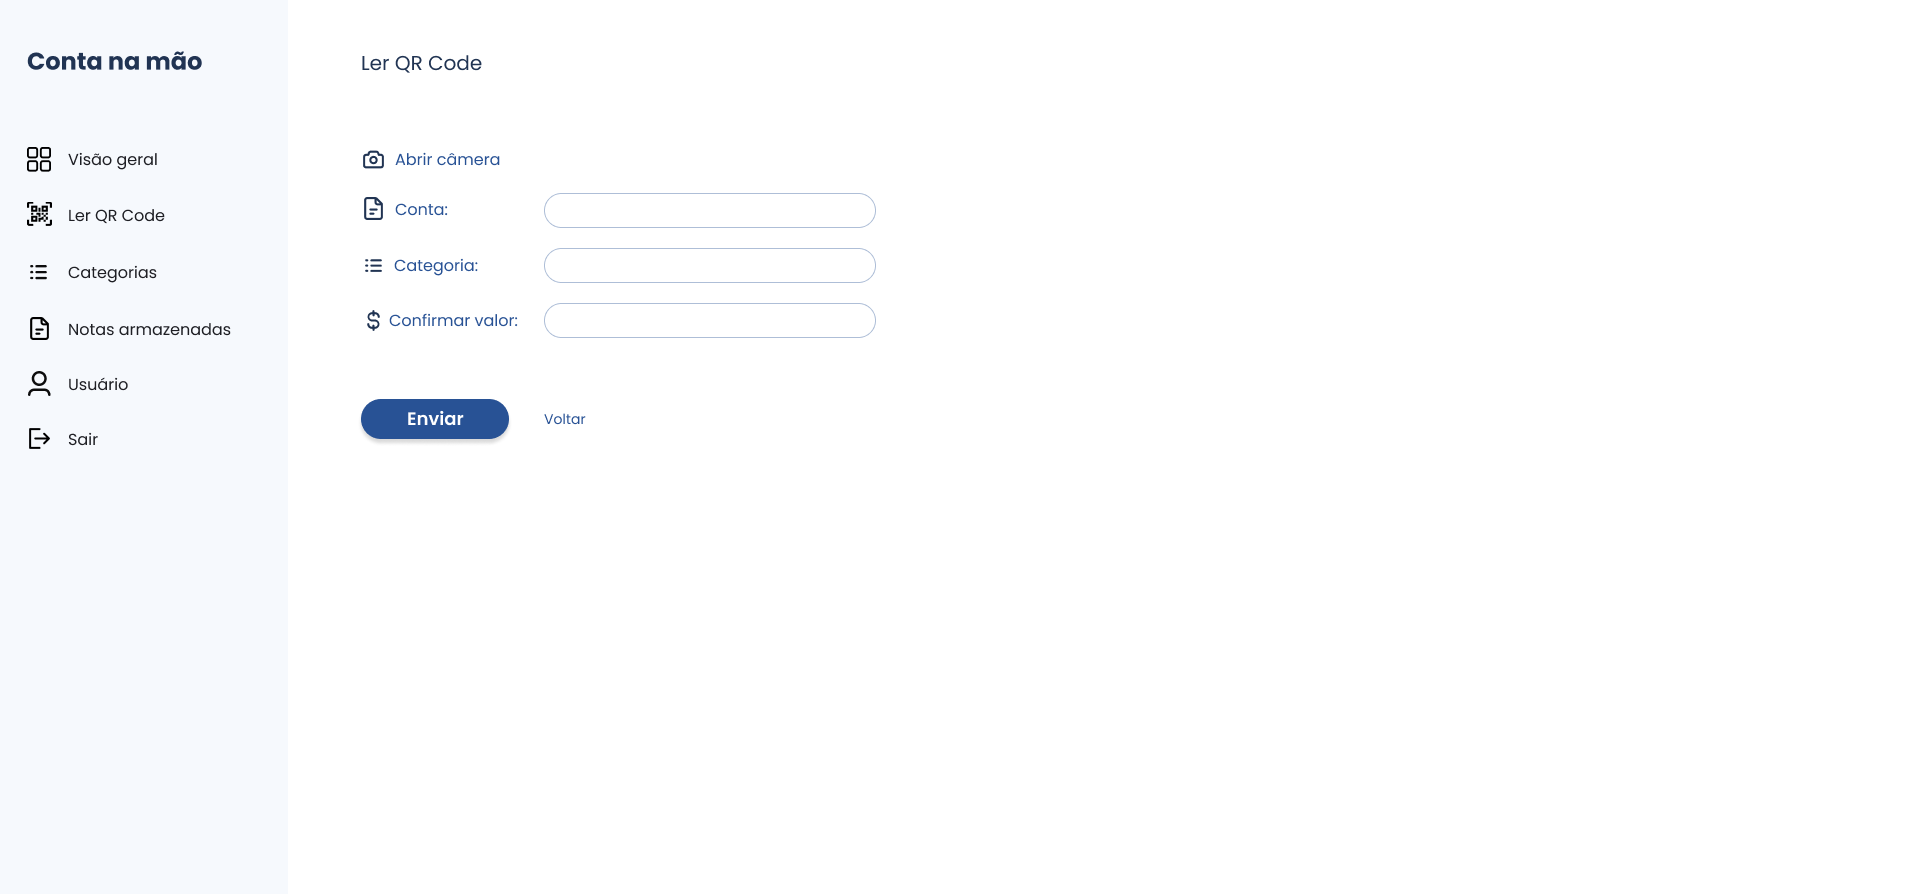 Conta na mão
Visão geral
Ler QR Code
Categorias
Notas armazenadas
Usuário
Sair
Ler QR Code
Abrir câmera
Conta:
Categoria:
Confirmar valor:
Enviar
Voltar